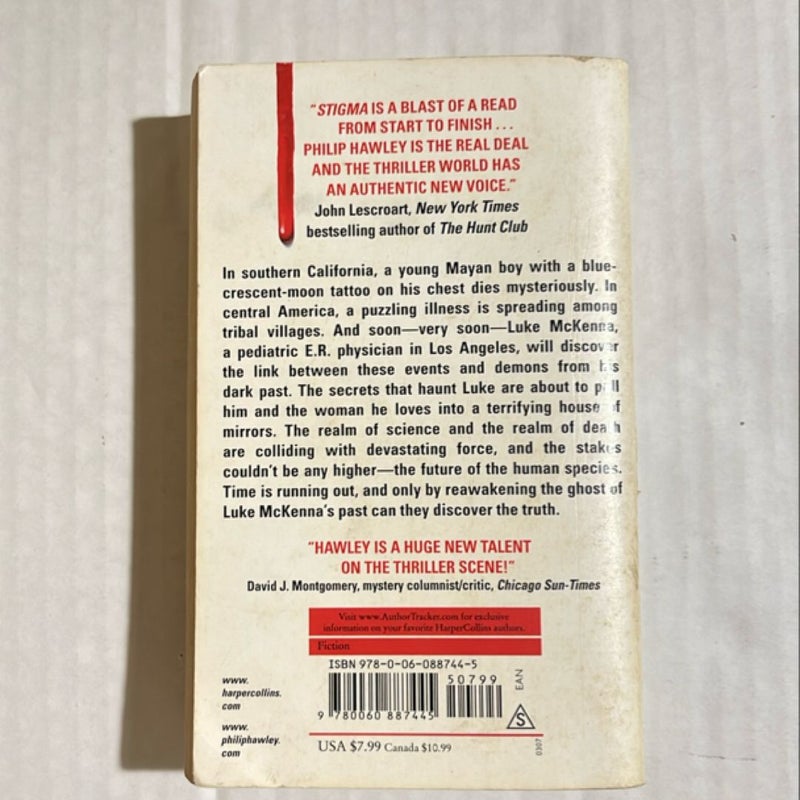 "STIGMA IS A BLAST OF A READ
FROM START TO FINISH...
PHILIP HAWLEY IS THE REAL DEAL
AND THE THRILLER WORLD HAS
AN AUTHENTIC NEW VOICE."
John Lescroart, New York Times
bestselling author of The Hunt Club
In southern California, a young Mayan boy with a blue-
crescent-moon tattoo on his chest dies mysteriously. In
central America, a puzzling illness is spreading among
tribal villages. And soon—very soon—Luke McKenna,
a pediatric E.R. physician in Los Angeles, will discover
the link between these events and demons from his
dark past. The secrets that haunt Luke are about to pull
him and the woman he loves into a terrifying house of
mirrors. The realm of science and the realm of death
are colliding with devastating force, and the stakes
couldn't be any higher—the future of the human species.
Time is running out, and only by reawakening the ghost of
Luke McKenna's past can they discover the truth.
"HAWLEY IS A HUGE NEW TALENT
ON THE THRILLER SCENE!"
David J. Montgomery, mystery columnist/critic, Chicago Sun-Times
Visit www.AuthorTracker.com for exclusive
information on your favorite HarperCollins authors.
Fiction
ISBN 978-0-06-088744-5
50799
EAN
9 780060 887445
S
www.
harpercollins.
com
www.
philiphawley.
com
USA $7.99 Canada $10.99
0307